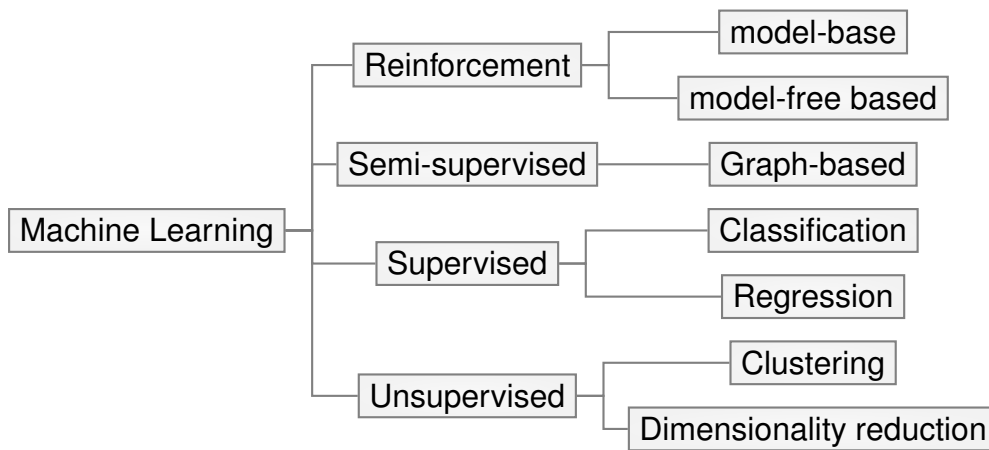 Machine Learning
Reinforcement
model-base
model-free based
Semi-supervised
Graph-based
Supervised
Classification
Regression
Unsupervised
Clustering
Dimensionality reduction